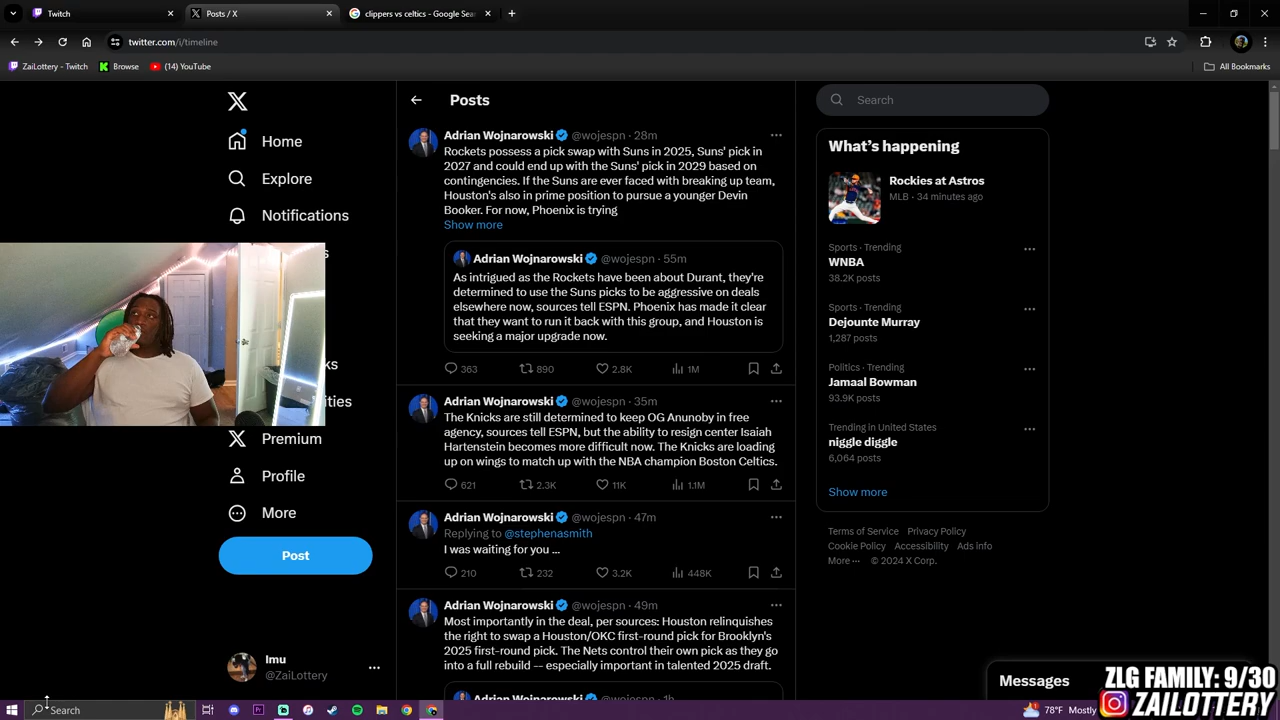 Twitch
Posts / X
clippers vs celtics - Google Sea
twitter.com/i/timeline
ZaiLottery - Twitch
Browse
(14) YouTube
All Bookmarks
Home
Explore
Notifications
Premium
Profile
More
Post
Imu
@ZaiLottery
Posts
Adrian Wojnarowski @wojespn · 28m
Rockets possess a pick swap with Suns in 2025, Suns' pick in
2027 and could end up with the Suns' pick in 2029 based on
contingencies. If the Suns are ever faced with breaking up team,
Houston's also in prime position to pursue a younger Devin
Booker. For now, Phoenix is trying
Show more
Adrian Wojnarowski @wojespn · 55m
As intrigued as the Rockets have been about Durant, they're
determined to use the Suns picks to be aggressive on deals
elsewhere now, sources tell ESPN. Phoenix has made it clear
that they want to run it back with this group, and Houston is
seeking a major upgrade now.
363 890 2.8K 1M
Adrian Wojnarowski @wojespn · 35m
The Knicks are still determined to keep OG Anunoby in free
agency, sources tell ESPN, but the ability to resign center Isaiah
Hartenstein becomes more difficult now. The Knicks are loading
up on wings to match up with the NBA champion Boston Celtics.
621 2.3K 11K 1.1M
Adrian Wojnarowski @wojespn · 47m
Replying to @stephenasmith
I was waiting for you ...
210 232 3.2K 448K
Adrian Wojnarowski @wojespn · 49m
Most importantly in the deal, per sources: Houston relinquishes
the right to swap a Houston/OKC first-round pick for Brooklyn's
2025 first-round pick. The Nets control their own pick as they go
into a full rebuild -- especially important in talented 2025 draft.
Adrian Wojnarowski @wojespn · 1h
Search
What's happening
Rockies at Astros
MLB · 34 minutes ago
Sports · Trending
WNBA
38.2K posts
Sports · Trending
Dejounte Murray
1,287 posts
Politics · Trending
Jamaal Bowman
93.9K posts
Trending in United States
niggle diggle
6,064 posts
Show more
Terms of Service Privacy Policy
Cookie Policy Accessibility Ads info
More ··· © 2024 X Corp.
Messages
ZLG FAMILY: 9/30
ZAILOTTERY
Search
78°F Mostly